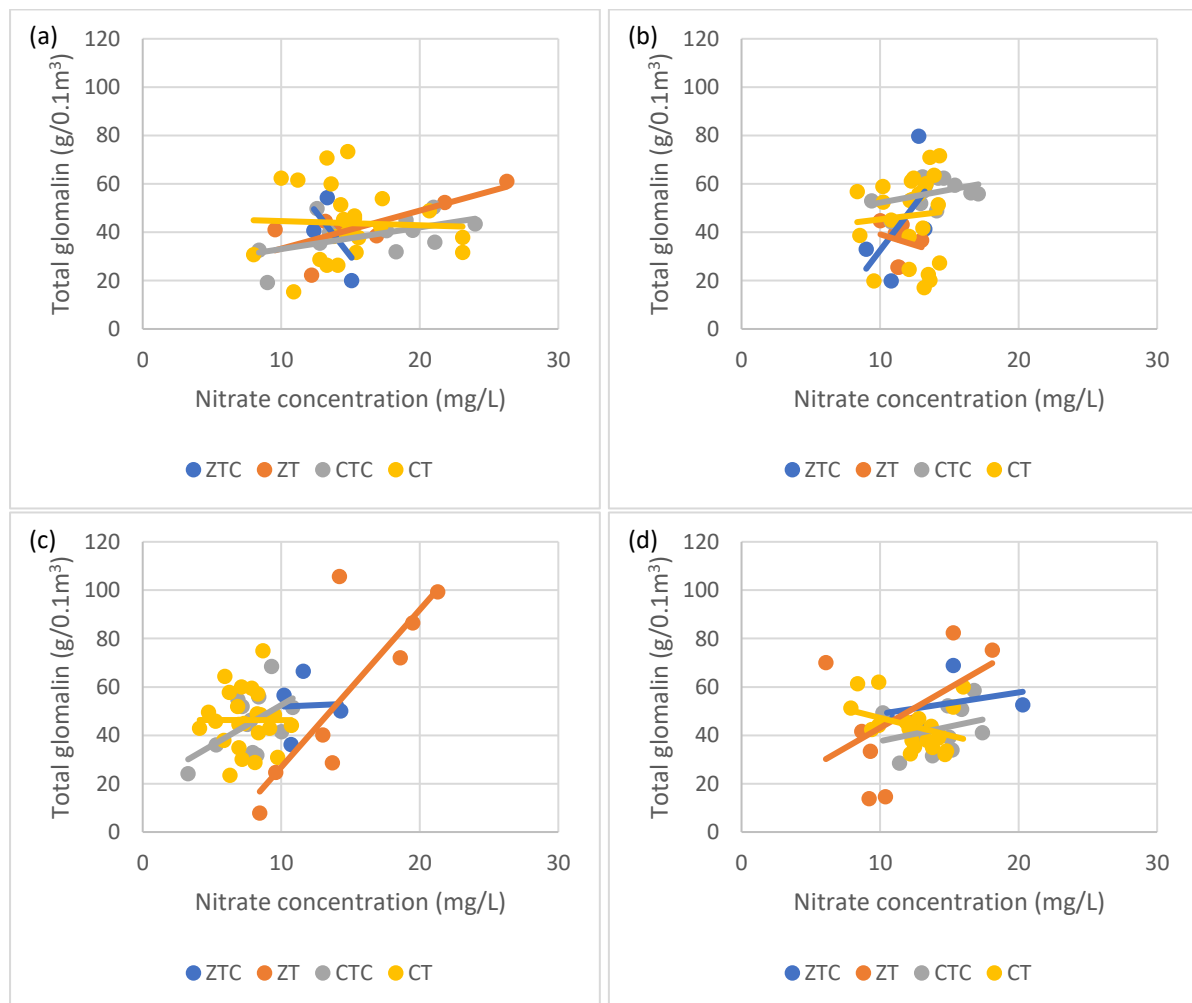 (a)
Total glomalin (g/0.1m³)
120
100
80
60
40
20
0
0 10 20 30
Nitrate concentration (mg/L)
ZTC ZT CTC CT
(b)
Total glomalin (g/0.1m³)
120
100
80
60
40
20
0
0 10 20 30
Nitrate concentration (mg/L)
ZTC ZT CTC CT
(c)
Total glomalin (g/0.1m³)
120
100
80
60
40
20
0
0 10 20 30
Nitrate concentration (mg/L)
ZTC ZT CTC CT
(d)
Total glomalin (g/0.1m³)
120
100
80
60
40
20
0
0 10 20 30
Nitrate concentration (mg/L)
ZTC ZT CTC CT